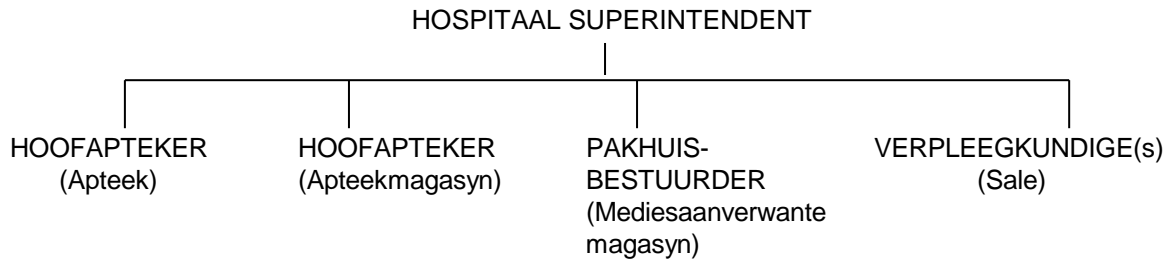 HOSPITAAL SUPERINTENDENT
HOOFAPTEKER
(Apteek)
HOOFAPTEKER
(Apteekmagasyn)
PAKHUIS-
BESTUURDER
(Mediesaanverwante
magasyn)
VERPLEEGKUNDIGE(s)
(Sale)